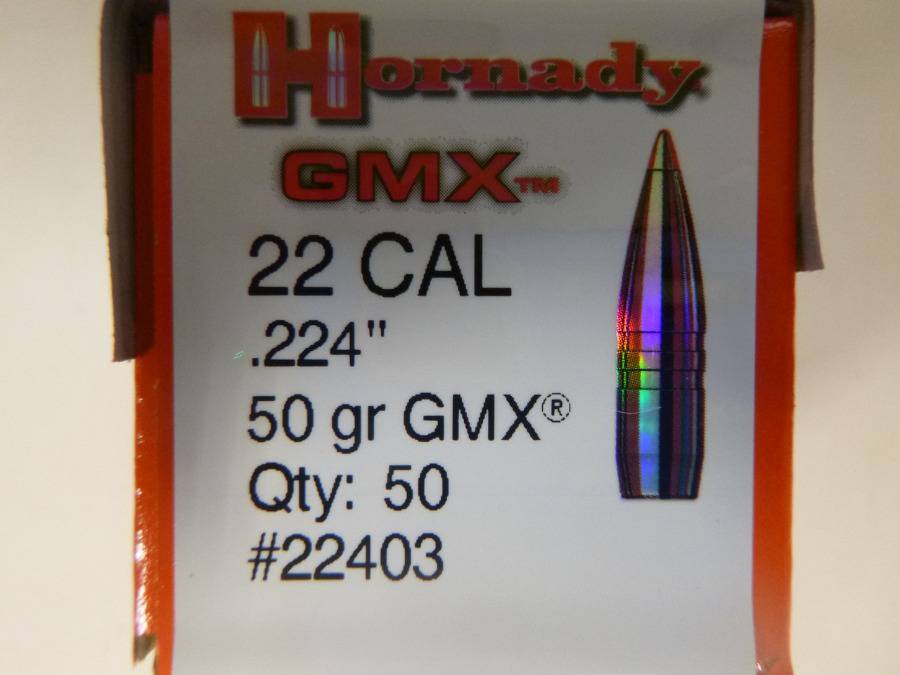 Hornady
GMX™
22 CAL
.224"
50 gr GMX®
Qty: 50
#22403